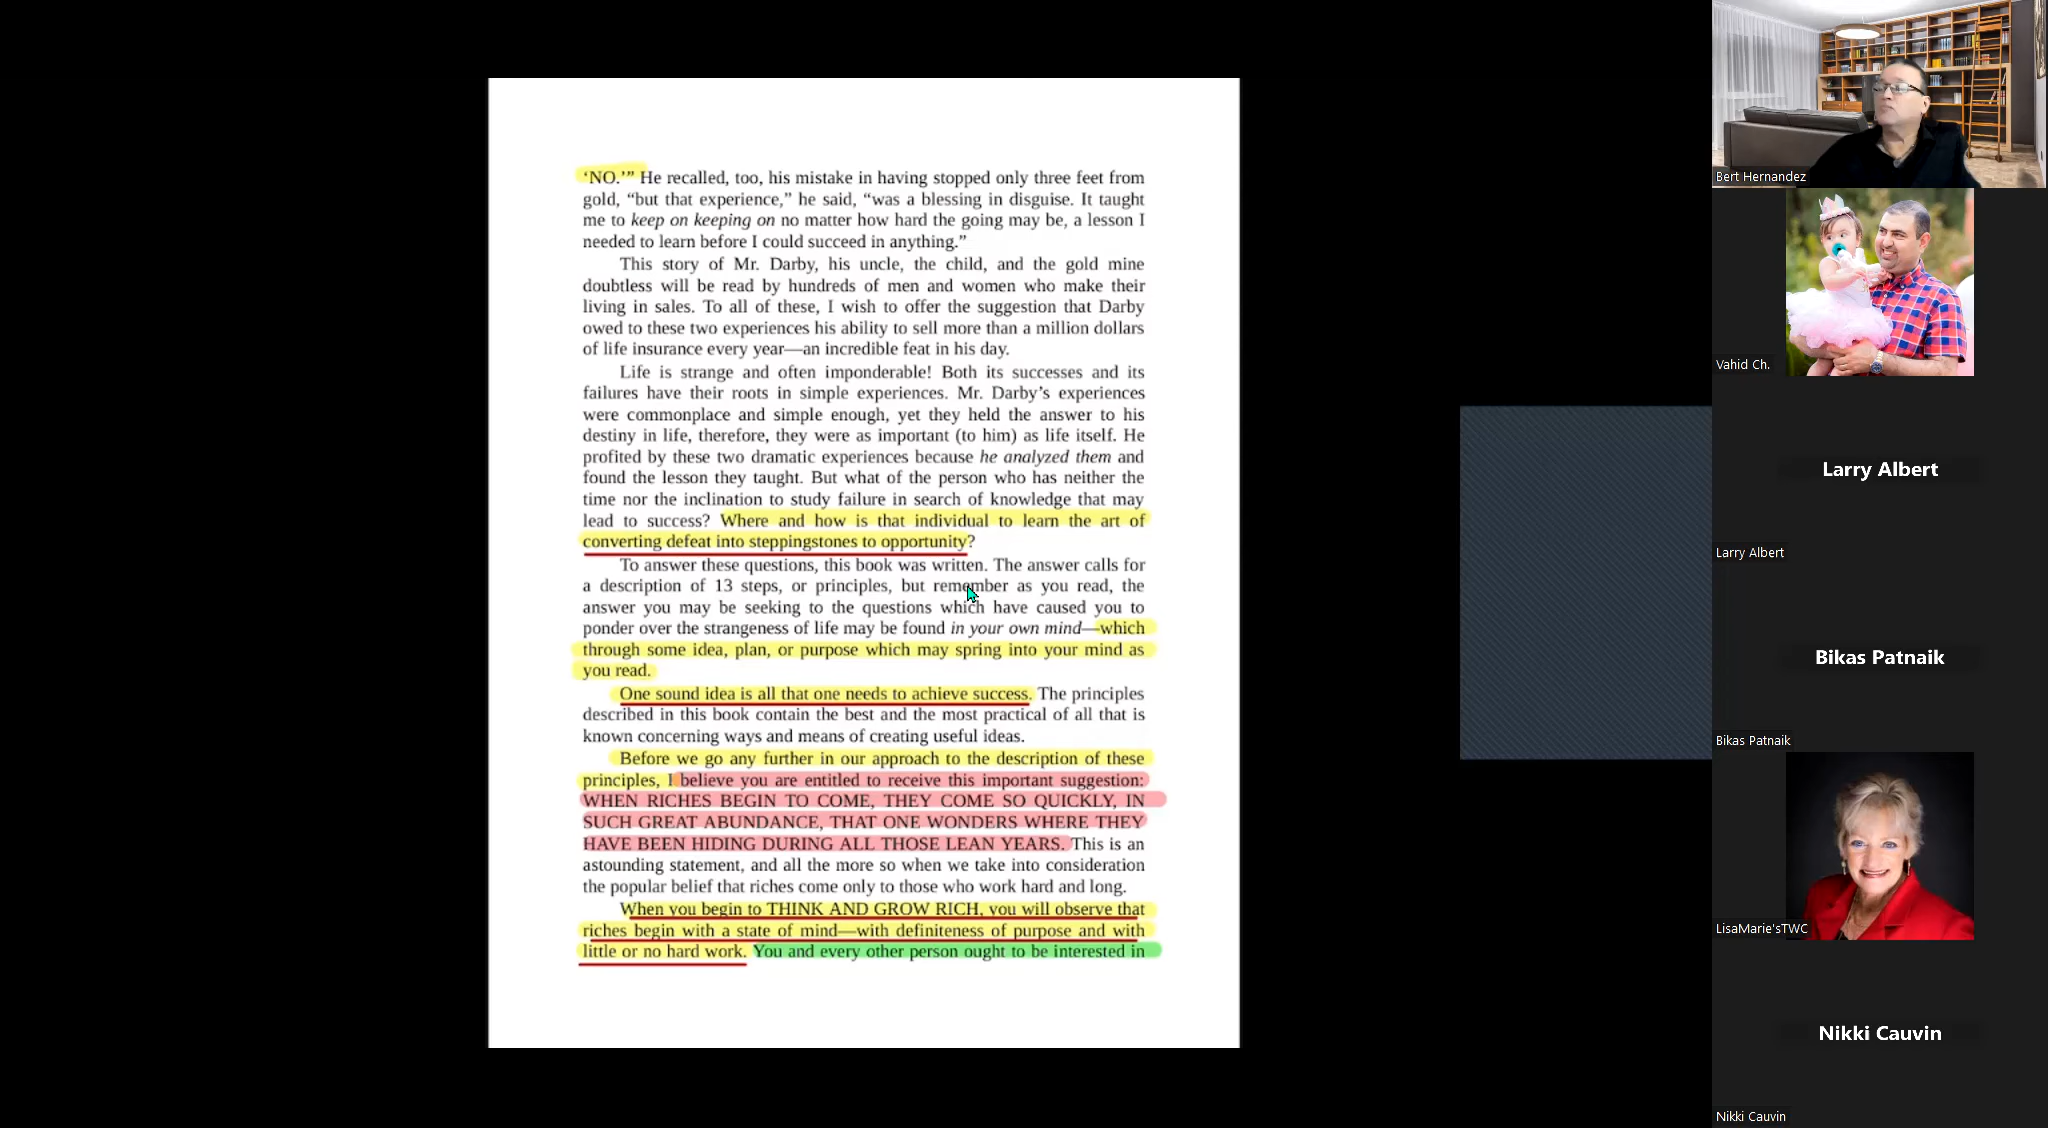 ‘NO.’” He recalled, too, his mistake in having stopped only three feet from
gold, “but that experience,” he said, “was a blessing in disguise. It taught
me to keep on keeping on no matter how hard the going may be, a lesson I
needed to learn before I could succeed in anything.”
This story of Mr. Darby, his uncle, the child, and the gold mine
doubtless will be read by hundreds of men and women who make their
living in sales. To all of these, I wish to offer the suggestion that Darby
owed to these two experiences his ability to sell more than a million dollars
of life insurance every year—an incredible feat in his day.
Life is strange and often imponderable! Both its successes and its
failures have their roots in simple experiences. Mr. Darby’s experiences
were commonplace and simple enough, yet they held the answer to his
destiny in life, therefore, they were as important (to him) as life itself. He
profited by these two dramatic experiences because he analyzed them and
found the lesson they taught. But what of the person who has neither the
time nor the inclination to study failure in search of knowledge that may
lead to success? Where and how is that individual to learn the art of
converting defeat into steppingstones to opportunity?
To answer these questions, this book was written. The answer calls for
a description of 13 steps, or principles, but remember as you read, the
answer you may be seeking to the questions which have caused you to
ponder over the strangeness of life may be found in your own mind—which
through some idea, plan, or purpose which may spring into your mind as
you read.
One sound idea is all that one needs to achieve success. The principles
described in this book contain the best and the most practical of all that is
known concerning ways and means of creating useful ideas.
Before we go any further in our approach to the description of these
principles, I believe you are entitled to receive this important suggestion:
WHEN RICHES BEGIN TO COME, THEY COME SO QUICKLY, IN
SUCH GREAT ABUNDANCE, THAT ONE WONDERS WHERE THEY
HAVE BEEN HIDING DURING ALL THOSE LEAN YEARS. This is an
astounding statement, and all the more so when we take into consideration
the popular belief that riches come only to those who work hard and long.
When you begin to THINK AND GROW RICH, you will observe that
riches begin with a state of mind—with definiteness of purpose and with
little or no hard work. You and every other person ought to be interested in
Bert Hernandez
Vahid Ch.
Larry Albert
Larry Albert
Bikas Patnaik
Bikas Patnaik
LisaMarie'sTWC
Nikki Cauvin
Nikki Cauvin